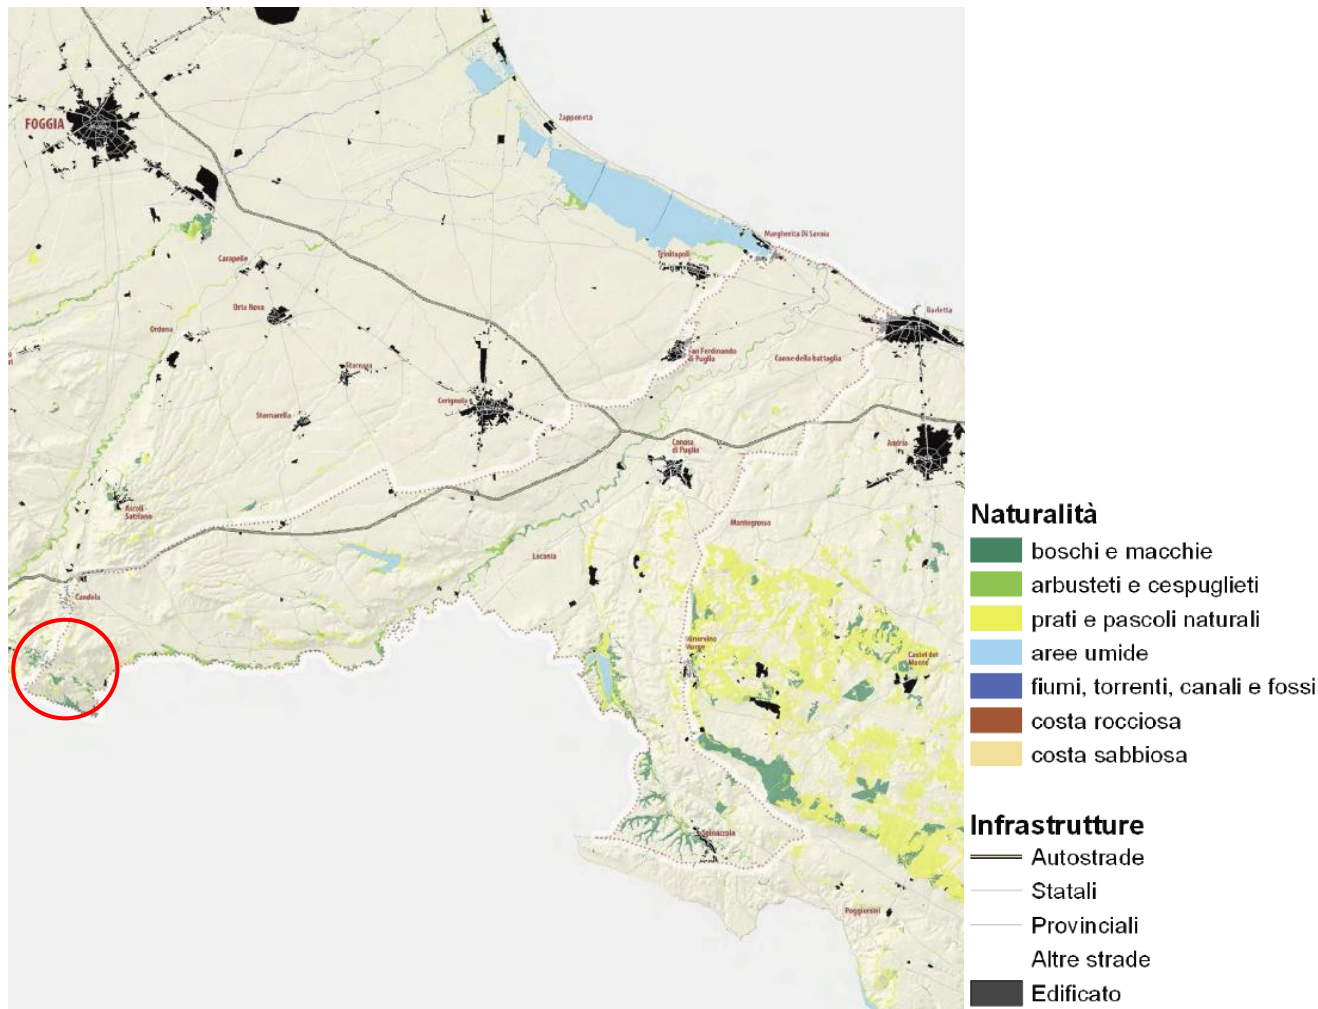 FOGGIA
Zapponeta
Margherita Di Savoia
Trinitapoli
Carapelle
Orta Nova
Barletta
Ordona
San Ferdinando
di Puglia
Canne della battaglia
Stornara
Cerignola
Stornarella
Canosa
di Puglia
Andria
Ascoli
Satriano
Montegrosso
Loconia
Candela
Minervino
Murge
Castel del
Monte
Spinazzola
Poggiorsini
Naturalità
boschi e macchie
arbusteti e cespuglieti
prati e pascoli naturali
aree umide
fiumi, torrenti, canali e fossi
costa rocciosa
costa sabbiosa
Infrastrutture
Autostrade
Statali
Provinciali
Altre strade
Edificato